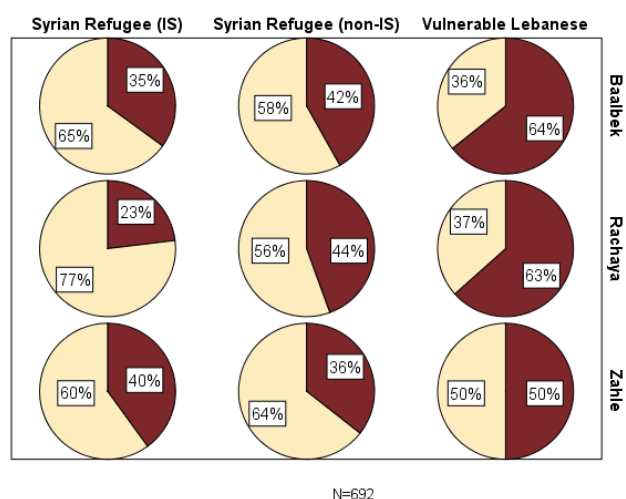 Syrian Refugee (IS) Syrian Refugee (non-IS) Vulnerable Lebanese
35% 65% 42% 58% 36% 64% Baalbek
23% 77% 56% 44% 37% 63% Rachaya
60% 40% 36% 64% 50% 50% Zahle
N=692